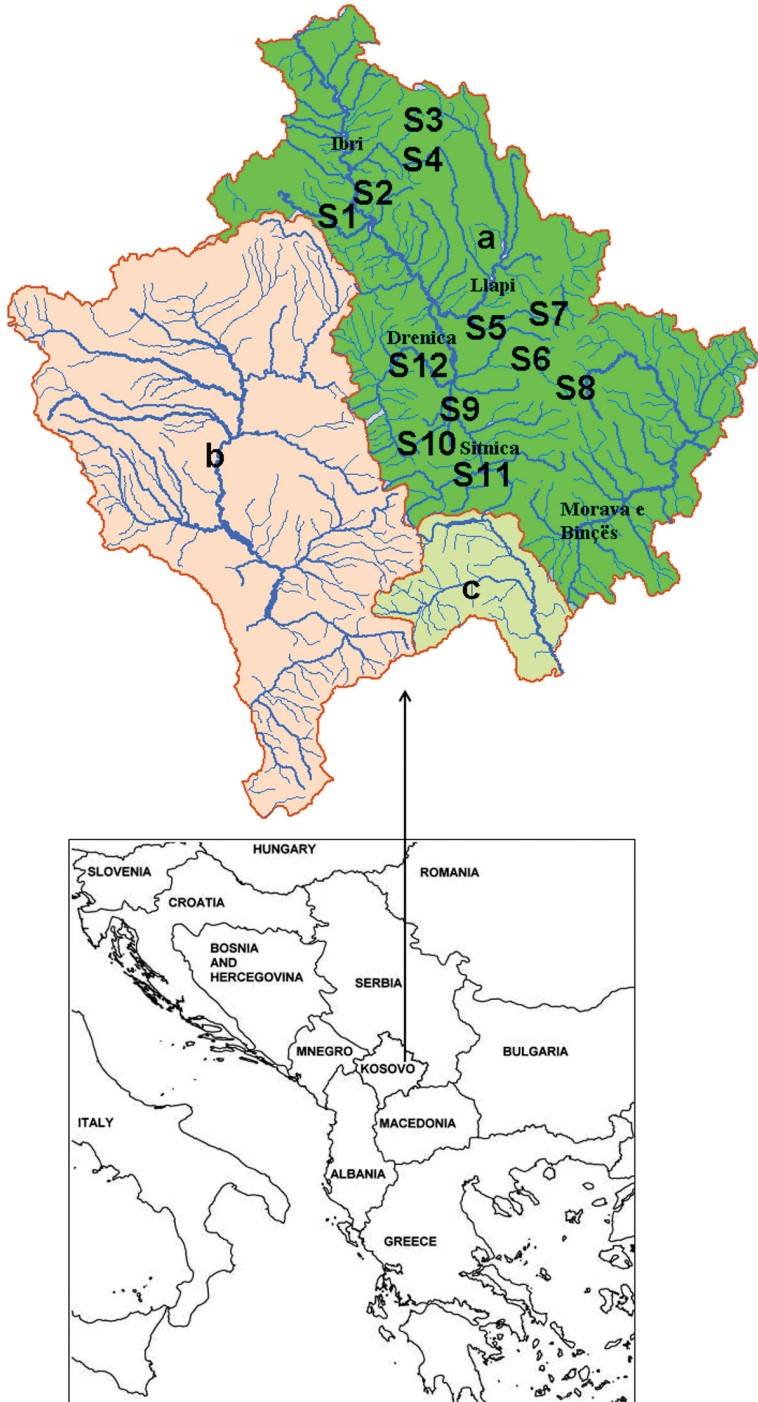 S3
Ibri
S4
S2
S1
a
Llapi
S7
S5
Drenica
S6
S12
S8
S9
S10
Sitnica
b
S11
Morava e
Binçës
c
HUNGARY
SLOVENIA
ROMANIA
CROATIA
BOSNIA
AND
HERCEGOVINA
SERBIA
MNEGRO
BULGARIA
KOSOVO
ITALY
MACEDONIA
ALBANIA
GREECE